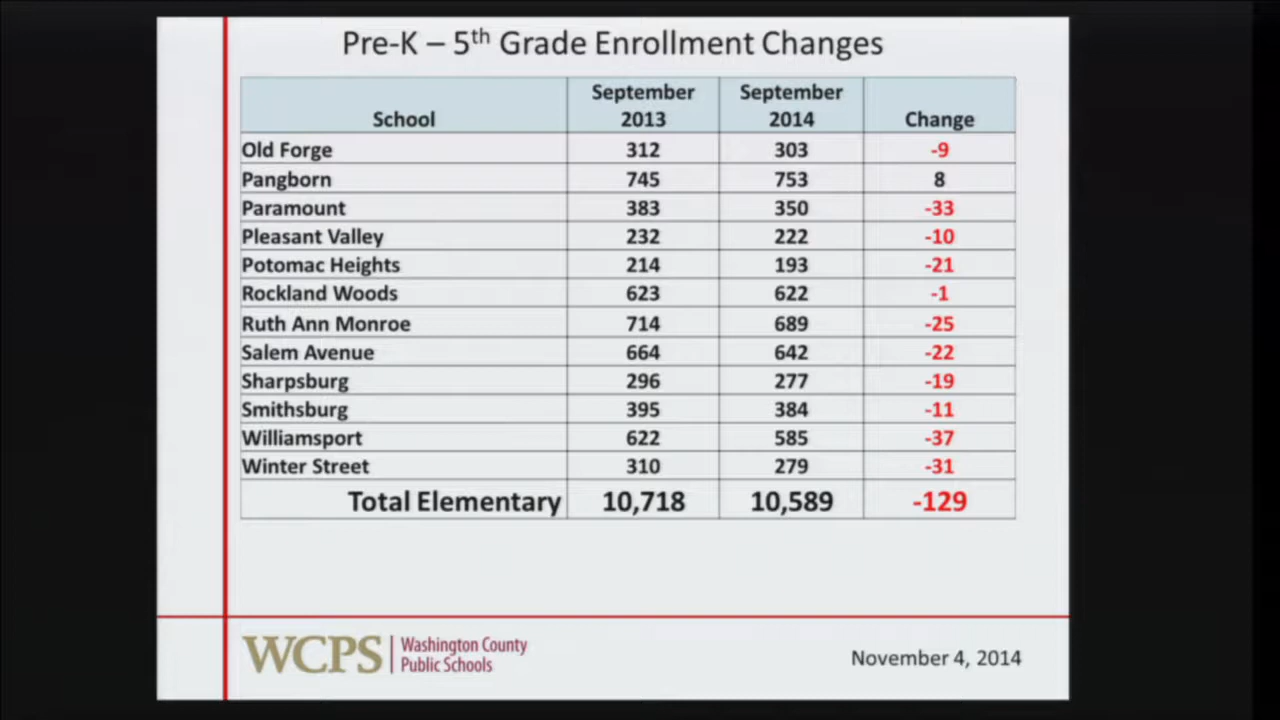 Pre-K – 5th Grade Enrollment Changes
School September 2013 September 2014 Change
Old Forge 312 303 -9
Pangborn 745 753 8
Paramount 383 350 -33
Pleasant Valley 232 222 -10
Potomac Heights 214 193 -21
Rockland Woods 623 622 -1
Ruth Ann Monroe 714 689 -25
Salem Avenue 664 642 -22
Sharpsburg 296 277 -19
Smithsburg 395 384 -11
Williamsport 622 585 -37
Winter Street 310 279 -31
Total Elementary 10,718 10,589 -129
WCPS Washington County
Public Schools
November 4, 2014